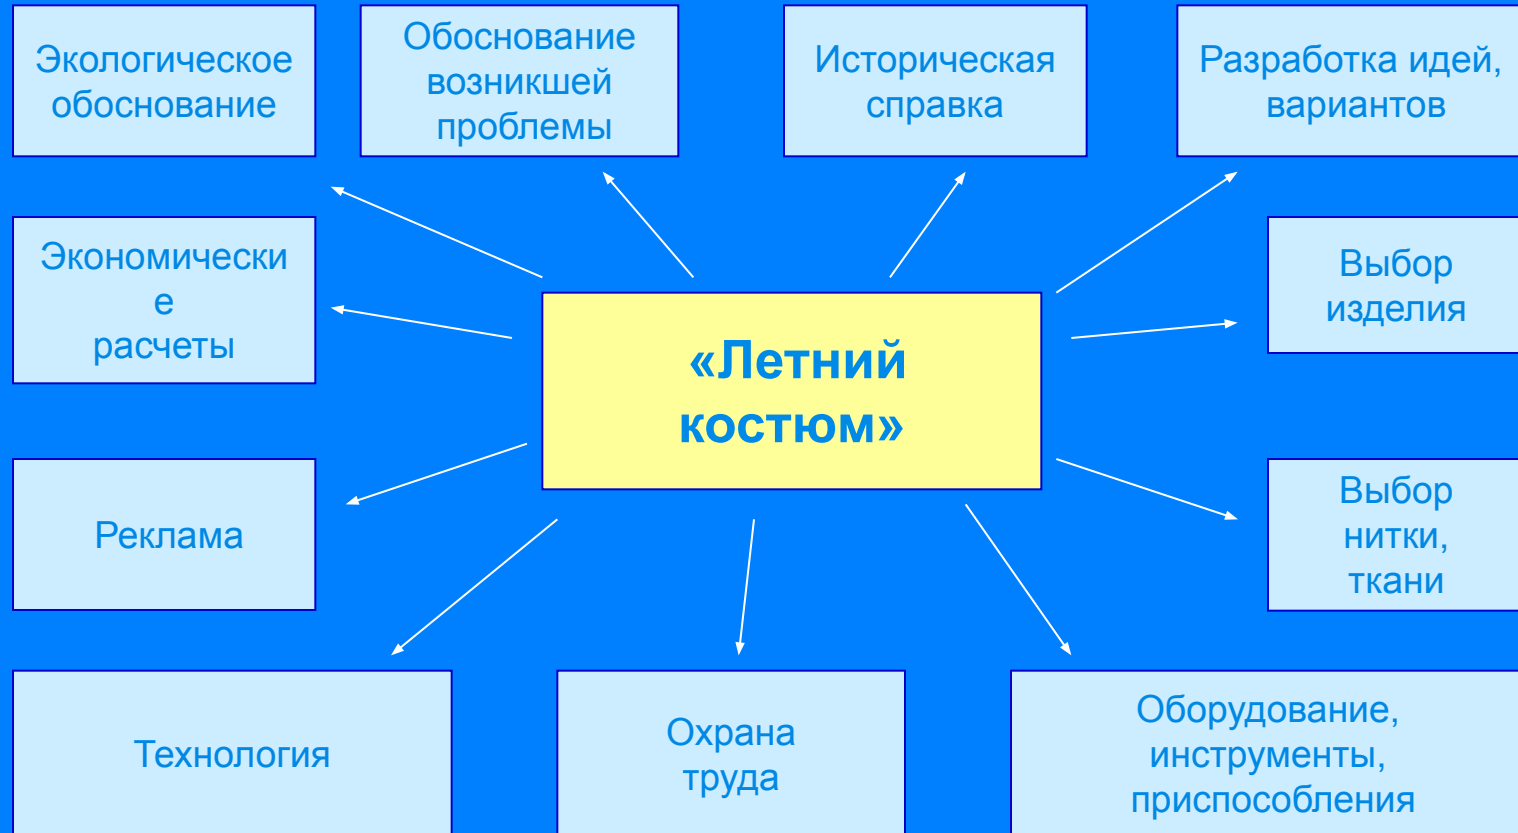 Экологическое
обоснование
Обоснование
возникшей
проблемы
Историческая
справка
Разработка идей,
вариантов
Экономически
е
расчеты
«Летний
костюм»
Выбор
изделия
Реклама
Выбор
нитки,
ткани
Технология
Охрана
труда
Оборудование,
инструменты,
приспособления